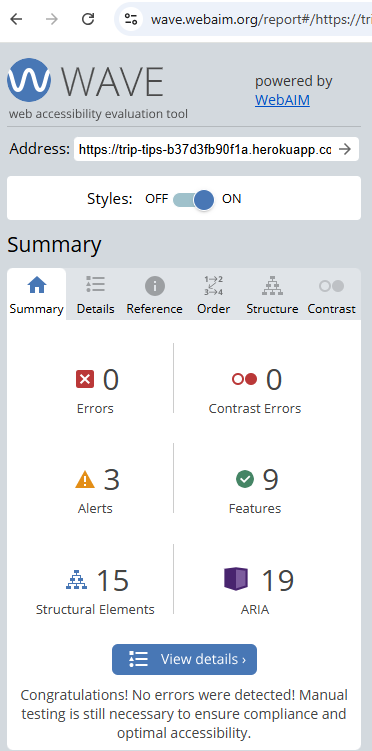 wave.webaim.org/report#/https://tri
WAVE
powered by
WebAIM
web accessibility evaluation tool
Address: https://trip-tips-b37d3fb90f1a.herokuapp.co
Styles: OFF ON
Summary
Summary Details Reference Order Structure Contrast
0 0
Errors Contrast Errors
3 9
Alerts Features
15 19
Structural Elements ARIA
View details ›
Congratulations! No errors were detected! Manual
testing is still necessary to ensure compliance and
optimal accessibility.